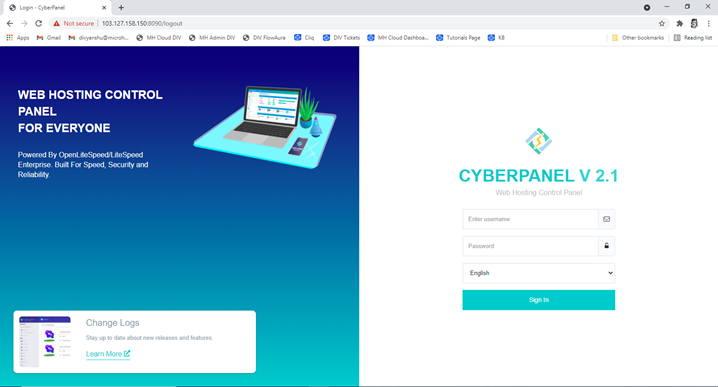 Login - CyberPanel
Not secure | 103.127.158.150:8090/logout
Apps Gmail divyanshu@microh... MH Cloud DIV MH Admin DIV DIV FlowAura Cliq DIV Tickets MH Cloud Dashboa... Tutorials Page KB Other bookmarks Reading list
WEB HOSTING CONTROL
PANEL
FOR EVERYONE
Powered By OpenLiteSpeed/LiteSpeed
Enterprise. Built For Speed, Security and
Reliability.
Change Logs
Stay up to date about new releases and features.
Learn More
CYBERPANEL V 2.1
Web Hosting Control Panel
Enter username
Password
English
Sign In